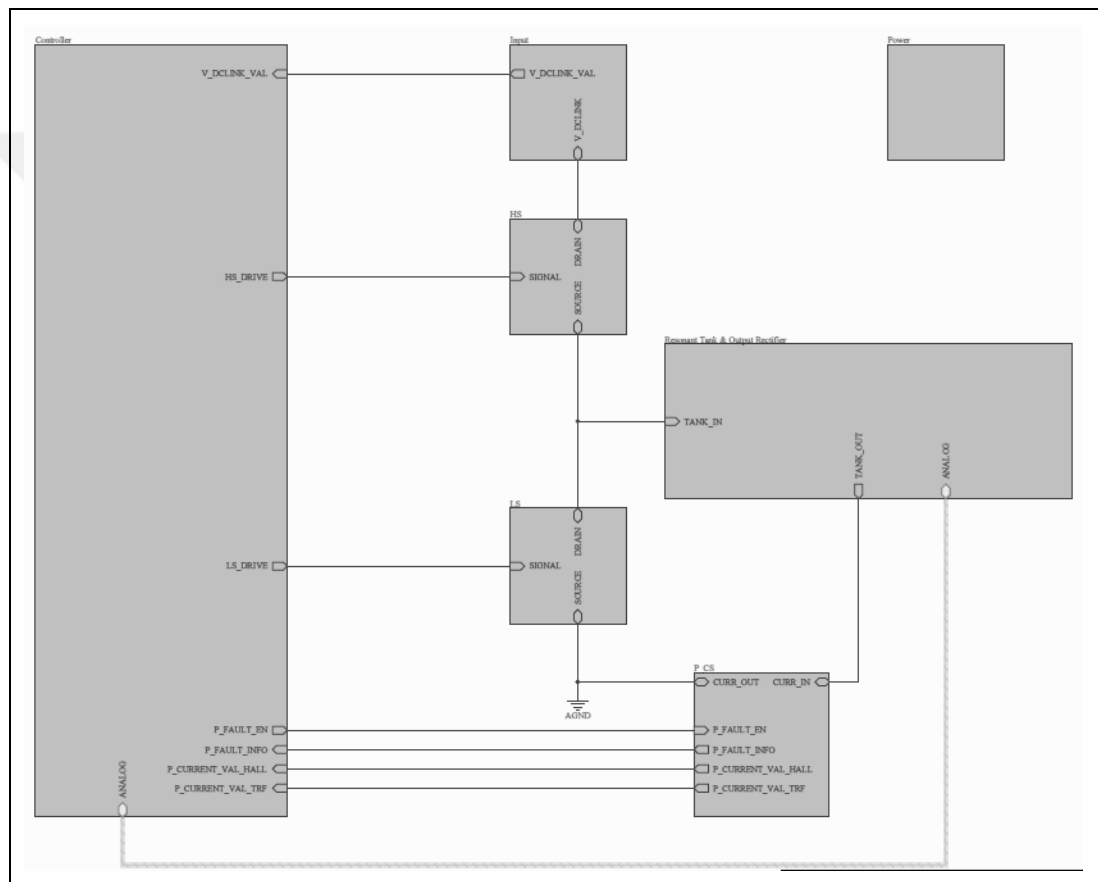 Controller
Input
Power
V_DCLINK_VAL
V_DCLINK_VAL
V_DCLINK
HS
DRAIN
HS_DRIVE
SIGNAL
SOURCE
Resonant Tank & Output Rectifier
TANK_IN
TANK_OUT
ANALOG
LS
DRAIN
LS_DRIVE
SIGNAL
SOURCE
P_CS
CURR_OUT
CURR_IN
AGND
P_FAULT_EN
P_FAULT_EN
P_FAULT_INFO
P_FAULT_INFO
P_CURRENT_VAL_HALL
P_CURRENT_VAL_HALL
P_CURRENT_VAL_TRF
P_CURRENT_VAL_TRF
ANALOG